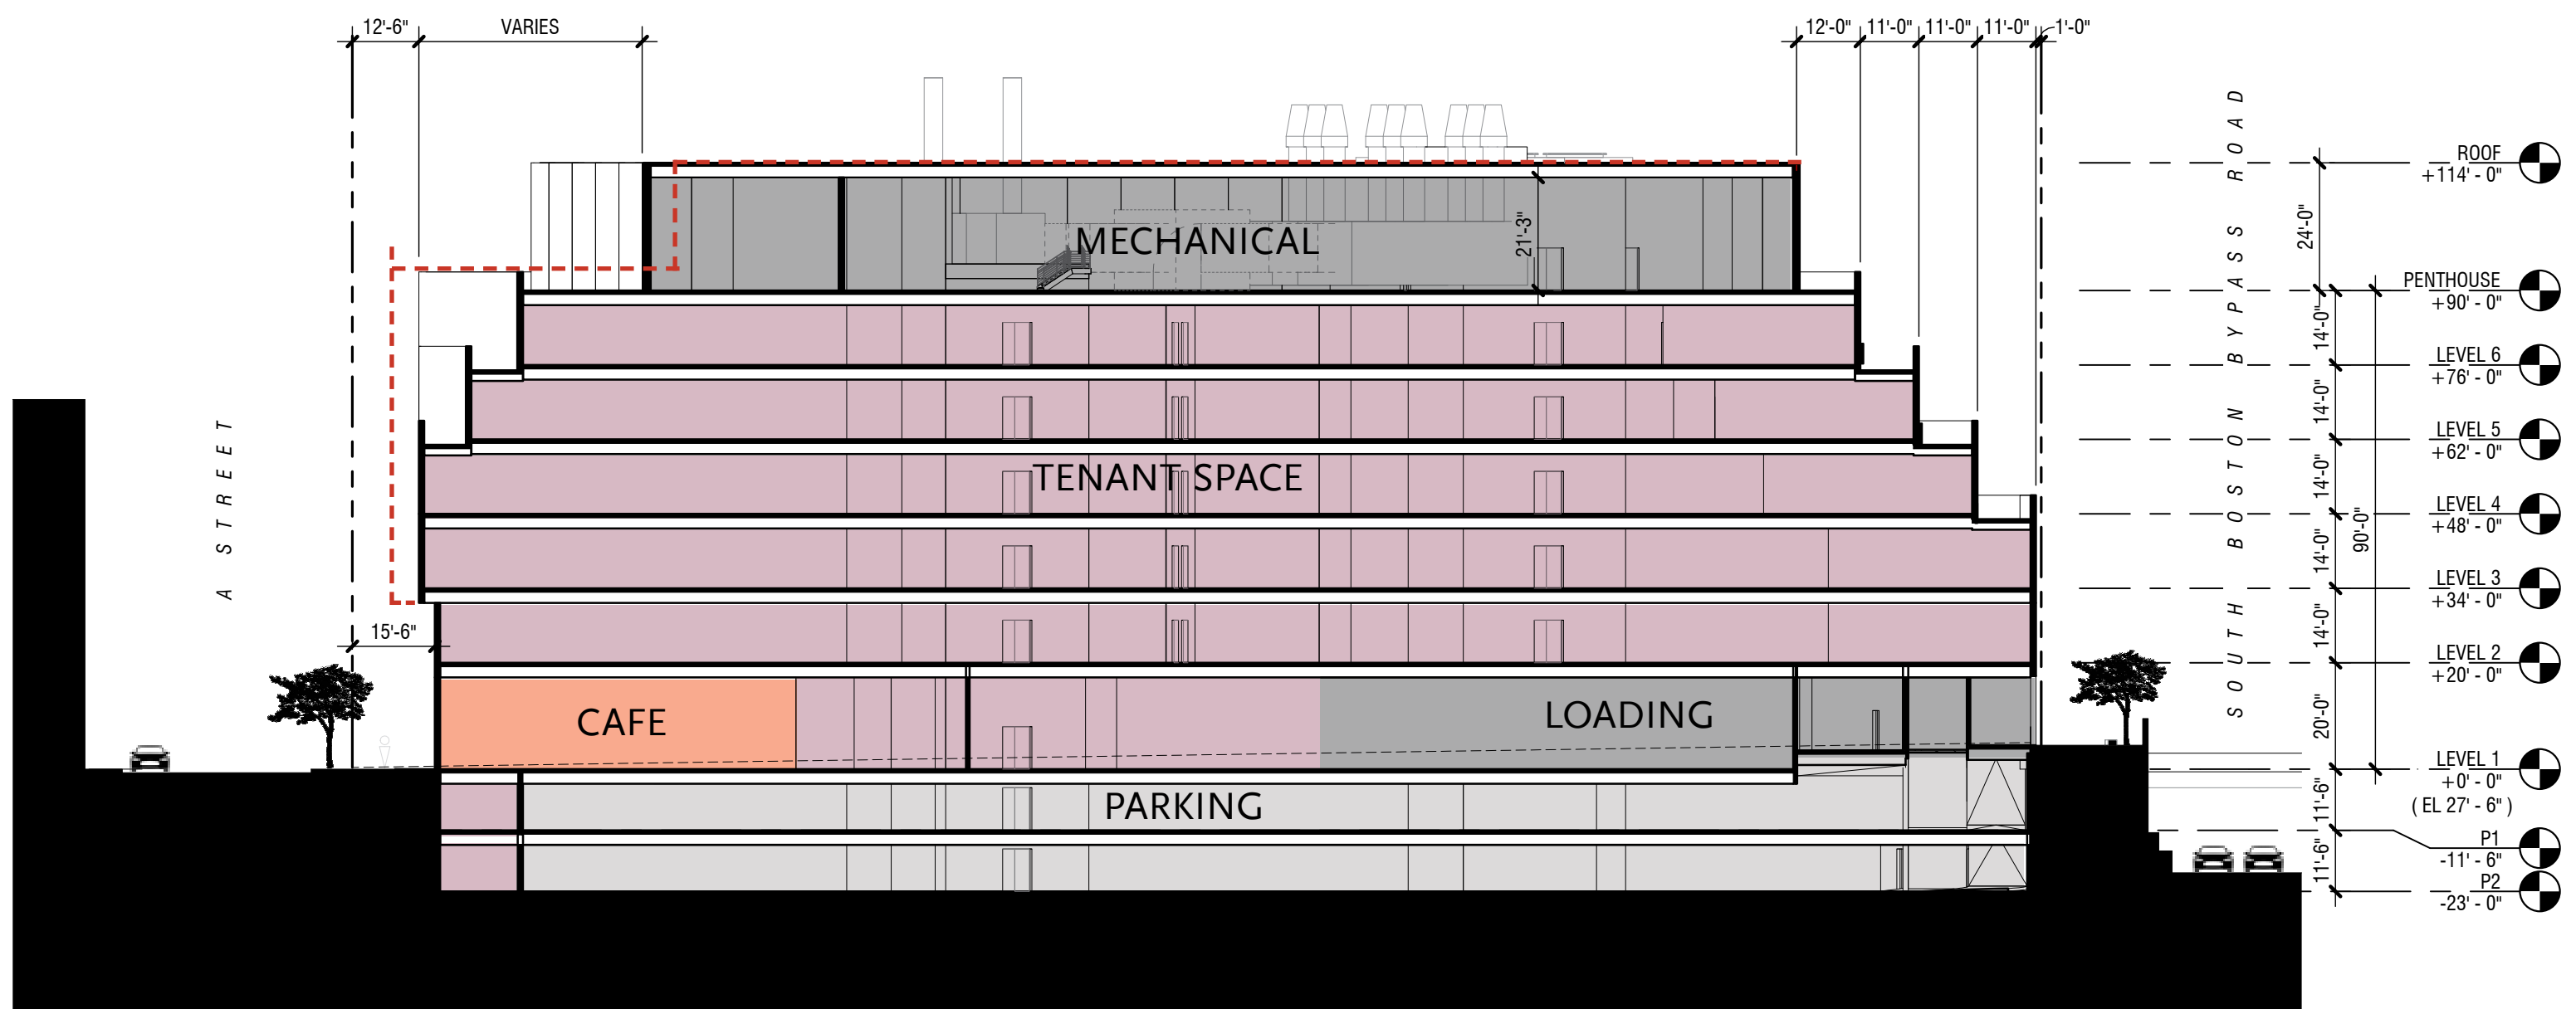 12'-6"
VARIES
12'-0"
11'-0"
11'-0"
11'-0"
1'-0"
MECHANICAL
21'-3"
TENANT SPACE
CAFE
LOADING
PARKING
15'-6"
A STREET
SOUTH BOSTON BYPASS ROAD
ROOF
+114' - 0"
24'-0"
PENTHOUSE
+90' - 0"
14'-0"
LEVEL 6
+76' - 0"
14'-0"
LEVEL 5
+62' - 0"
14'-0"
LEVEL 4
+48' - 0"
90'-0"
14'-0"
LEVEL 3
+34' - 0"
14'-0"
LEVEL 2
+20' - 0"
20'-0"
LEVEL 1
+0' - 0"
( EL 27' - 6" )
11'-6"
P1
-11' - 6"
11'-6"
P2
-23' - 0"